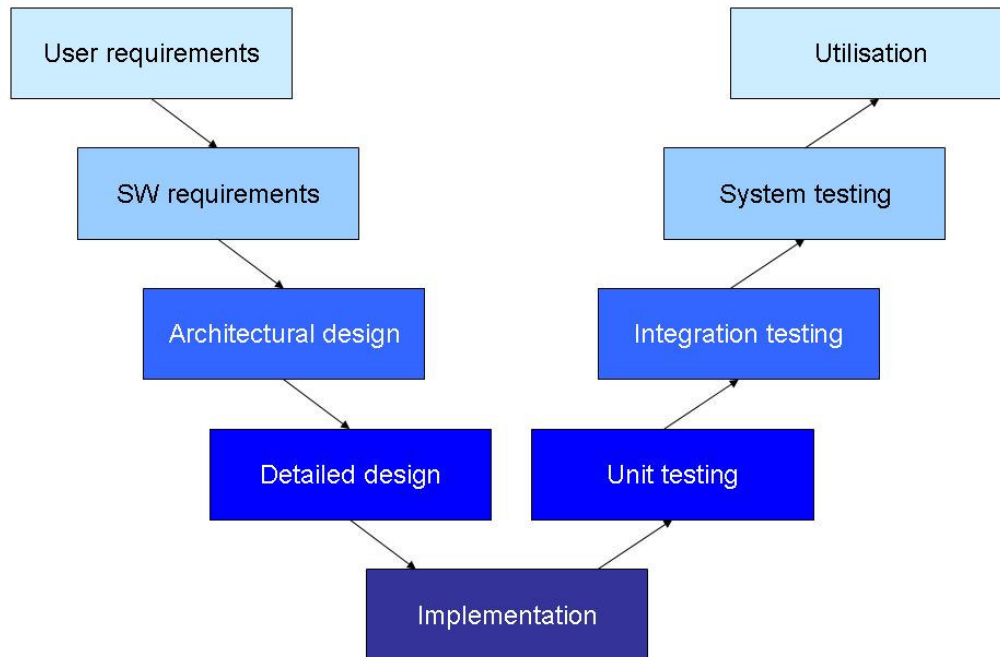 User requirements
Utilisation
SW requirements
System testing
Architectural design
Integration testing
Detailed design
Unit testing
Implementation